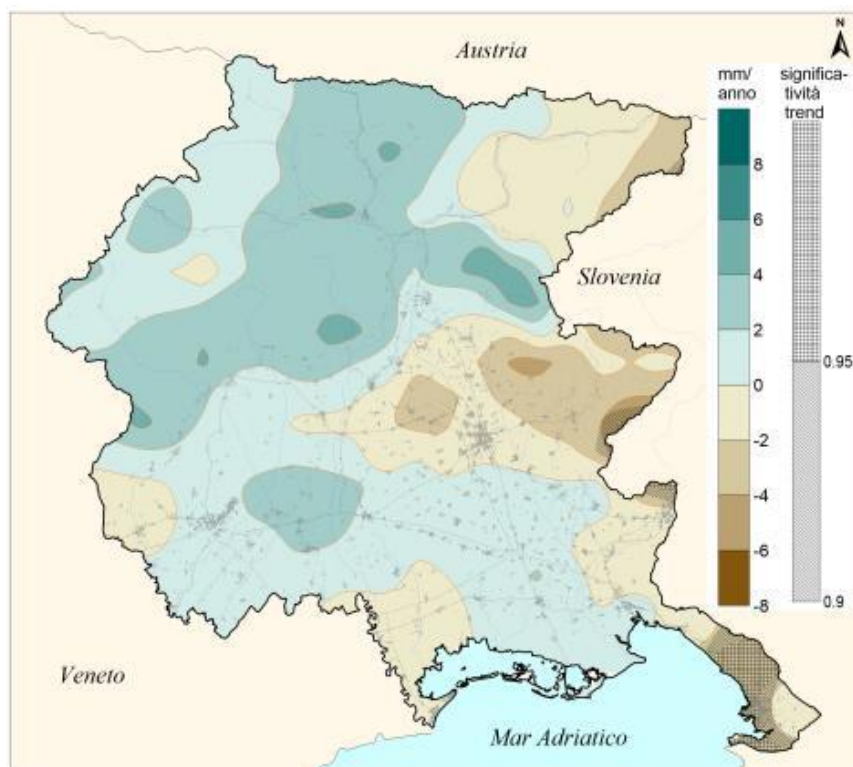 Austria
N
mm/
anno
significa-
tività
trend
8
6
4
2
0
-2
-4
-6
-8
0.95
0.9
Slovenia
Veneto
Mar Adriatico